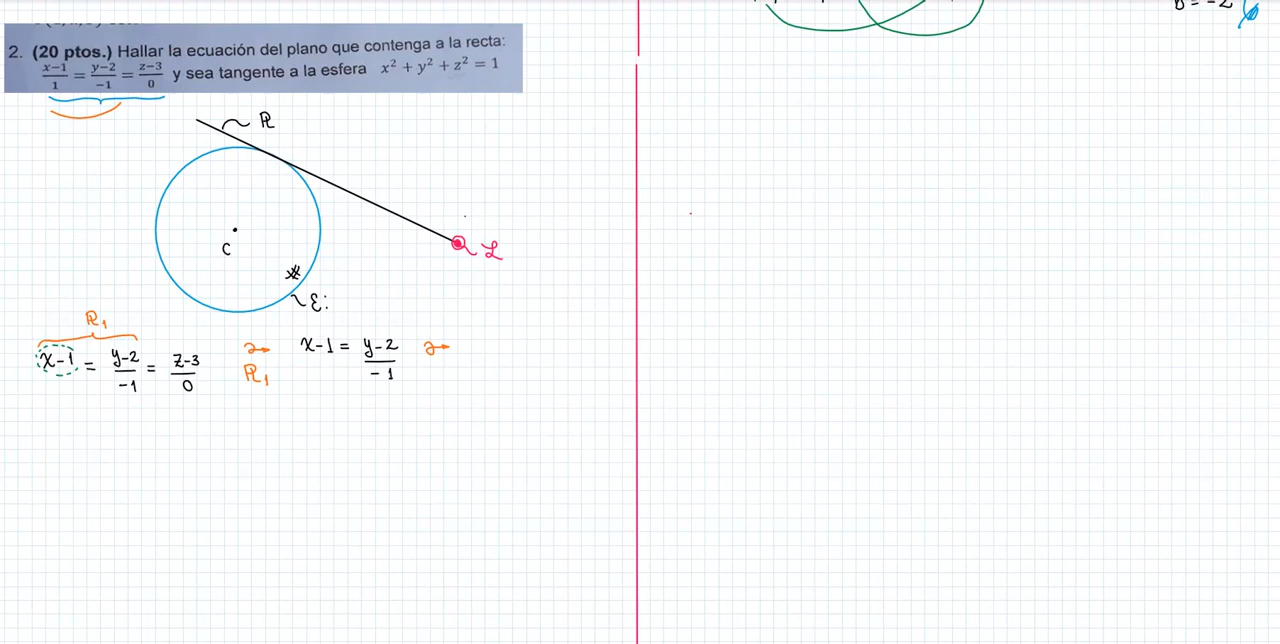 2. (20 ptos.) Hallar la ecuación del plano que contenga a la recta:
x−1/1 = y−2/−1 = z−3/0 y sea tangente a la esfera x² + y² + z² = 1
ℝ
C
ℒ
ε:
ℝ₁
x−1 = y−2/−1 = z−3/0
ℝ₁
x−1 = y−2/−1